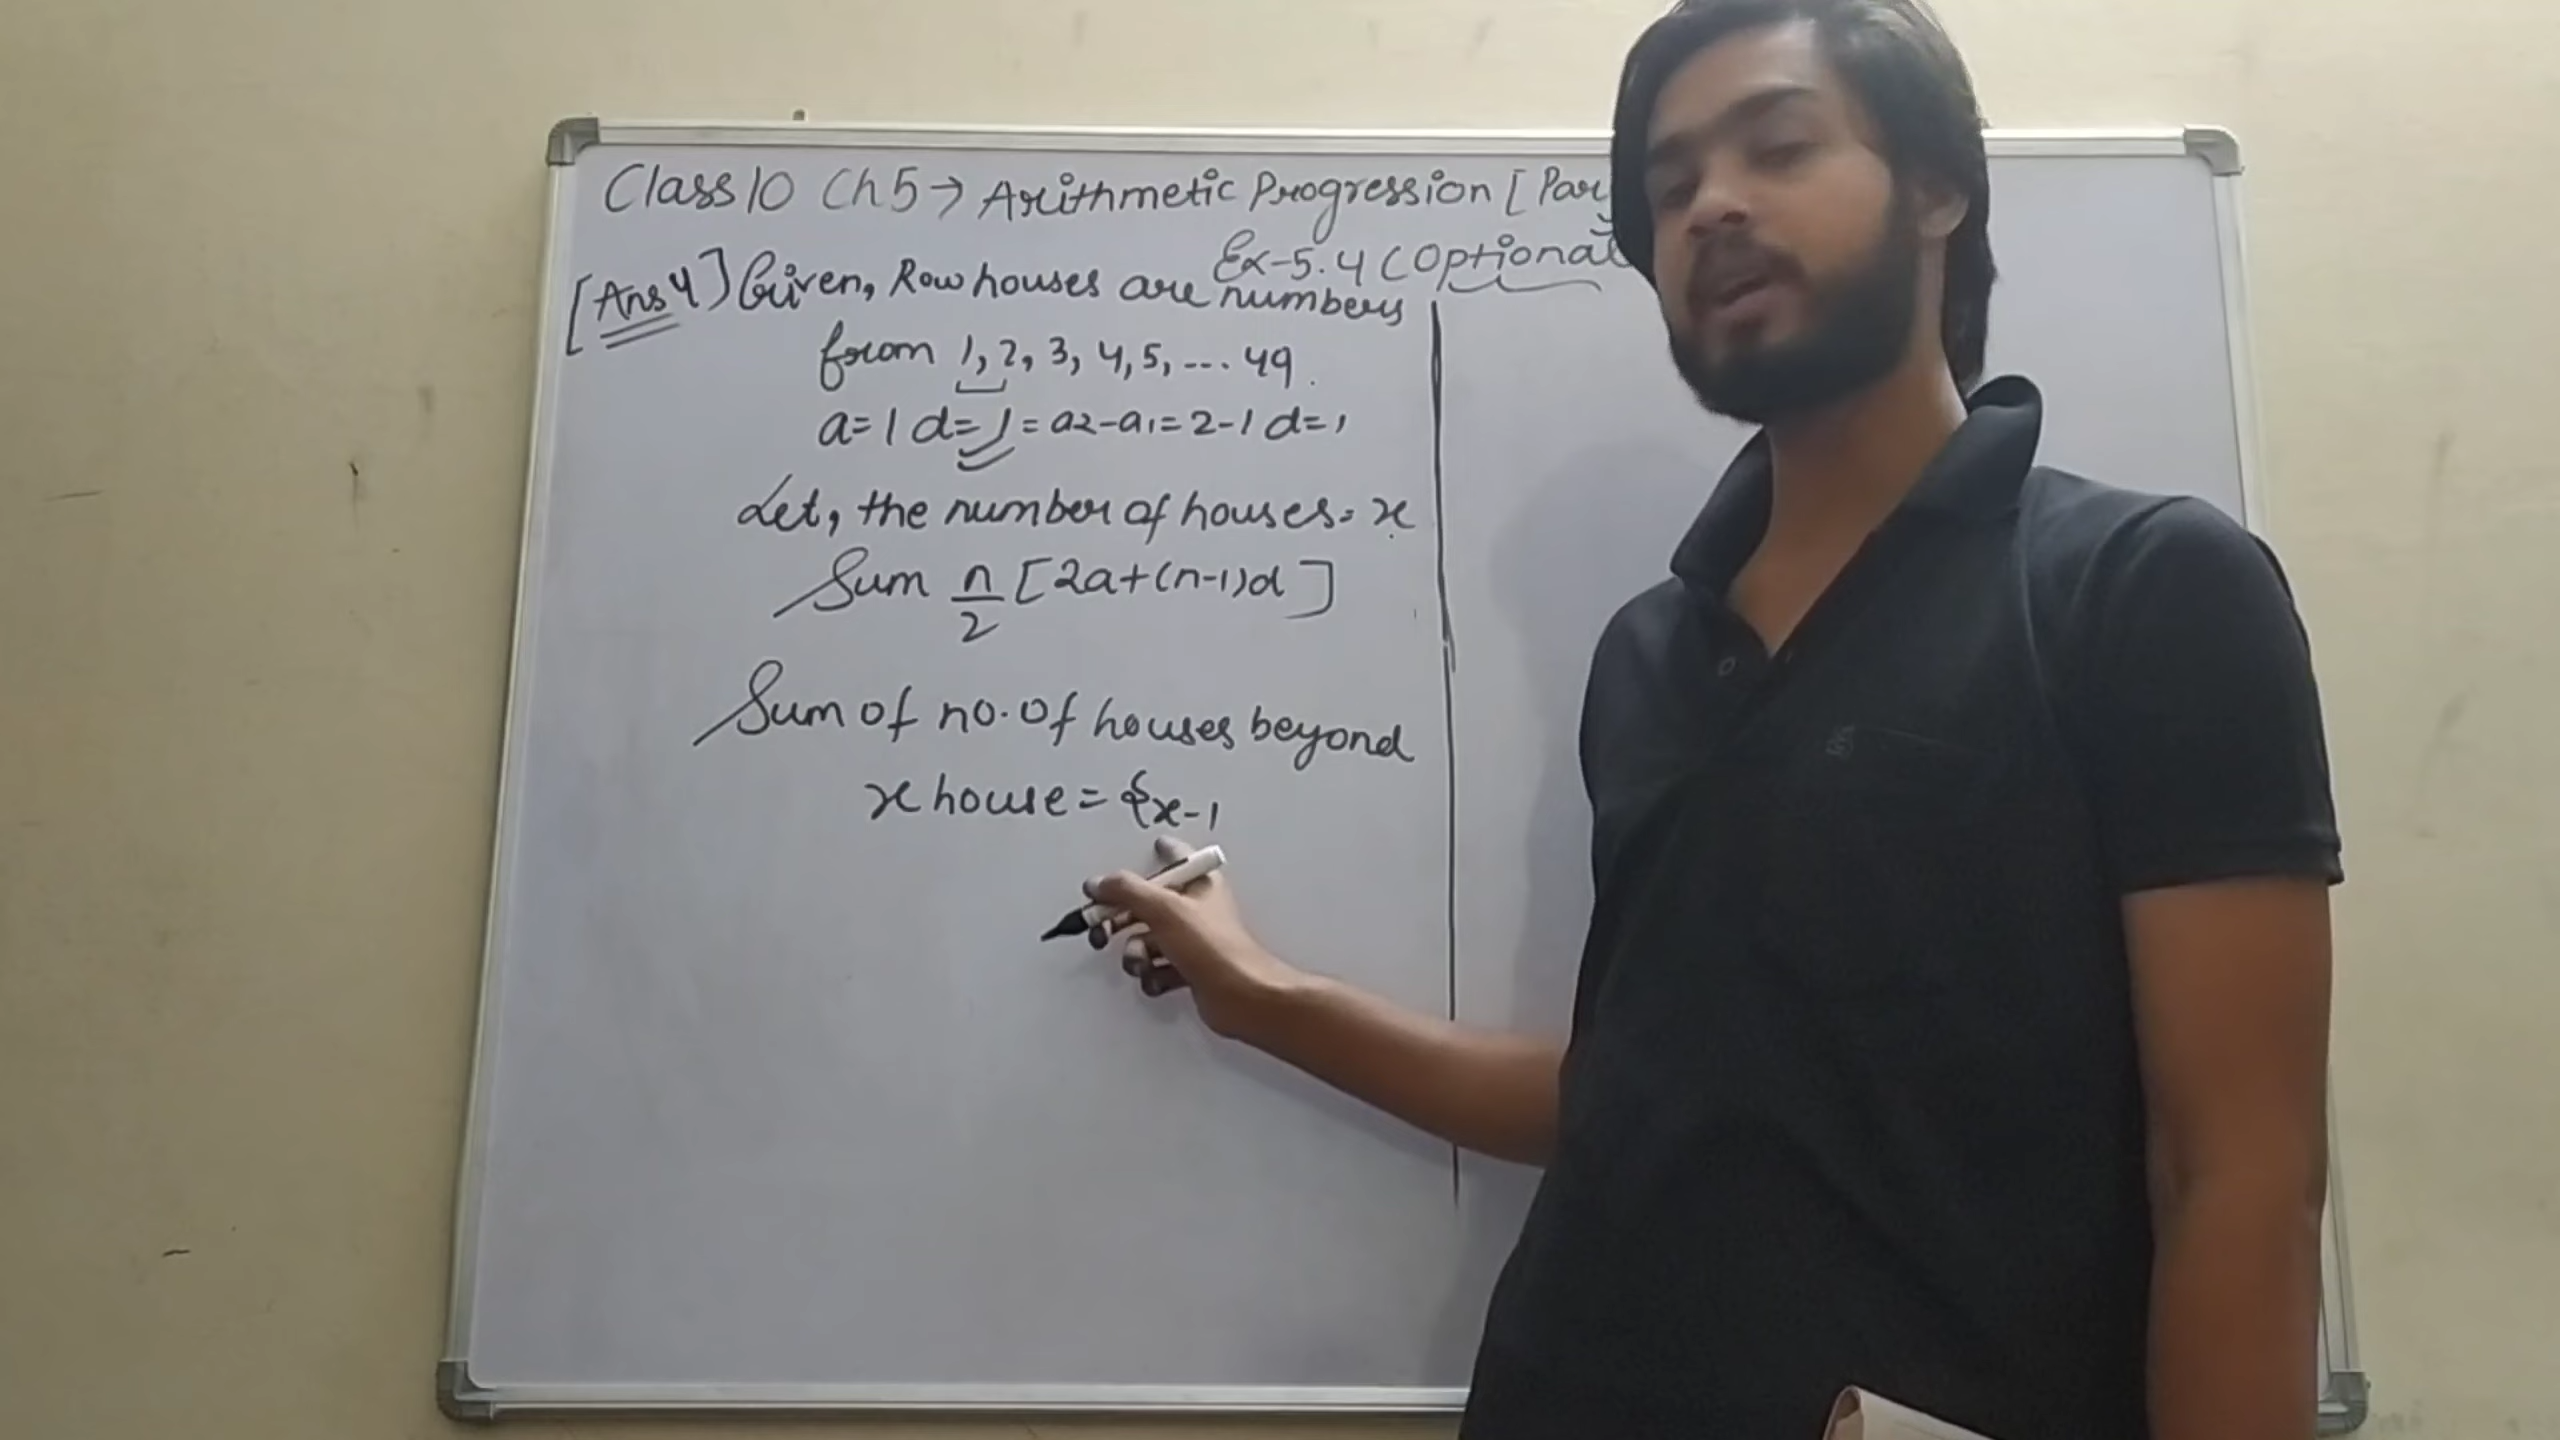 Class 10 Ch 5 → Arithmetic Progression [
Ex-5.4 (Optional
[Ans 4] Given, Row houses are numbers
from 1, 2, 3, 4, 5, ... 49.
a=1 d=1 = a2-a1 = 2-1 d=1
Let, the number of houses = x
Sum n/2 [2a+(n-1)d]
Sum of no. of houses beyond
x house = {x-1